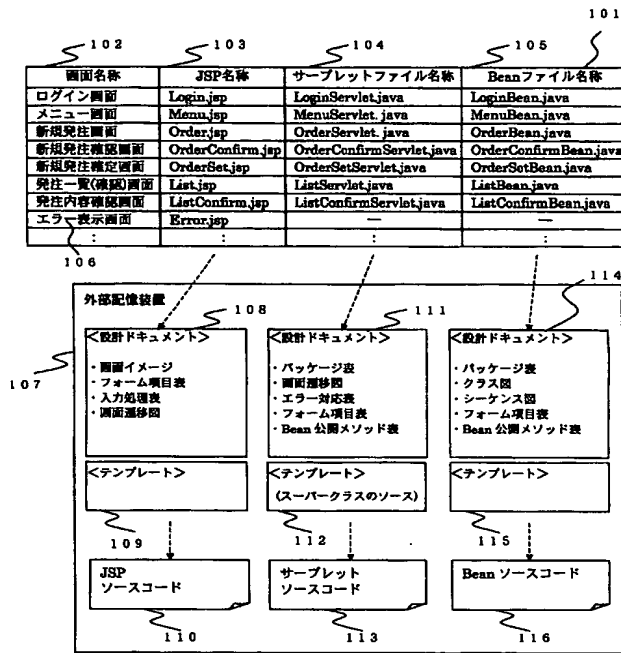 101
102 103 104 105
画面名称 JSP名称 サーブレットファイル名称 Beanファイル名称
ログイン画面 Login.jsp LoginServlet.java LoginBean.java
メニュー画面 Menu.jsp MenuServlet. java MenuBean.java
新規発注画面 Order.jsp OrderServlet.java OrderBean.java
新規発注確認画面 OrderConfirm.jsp OrderConfirmServlet.java OrderConfirmBean.java
新規発注確定画面 OrderSet.jsp OrderSetServlet.java OrderSetBean.java
発注一覧(確認)画面 List.jsp ListServlet.java ListBean.java
発注内容確認画面 ListConfirm.jsp ListConfirmServlet.java ListConfirmBean.java
エラー表示画面 Error.jsp — —
: : : :
106
114
外部記憶装置
108 111
107
<設計ドキュメント>
・画面イメージ
・フォーム項目表
・入力処理表
・画面遷移図
<設計ドキュメント>
・パッケージ表
・画面遷移図
・エラー対応表
・フォーム項目表
・Bean 公開メソッド表
<設計ドキュメント>
・パッケージ表
・クラス図
・シーケンス図
・フォーム項目表
・Bean 公開メソッド表
<テンプレート>
<テンプレート>
(スーパークラスのソース)
<テンプレート>
109 112 115
JSP
ソースコード
サーブレット
ソースコード
Bean ソースコード
110 113 116